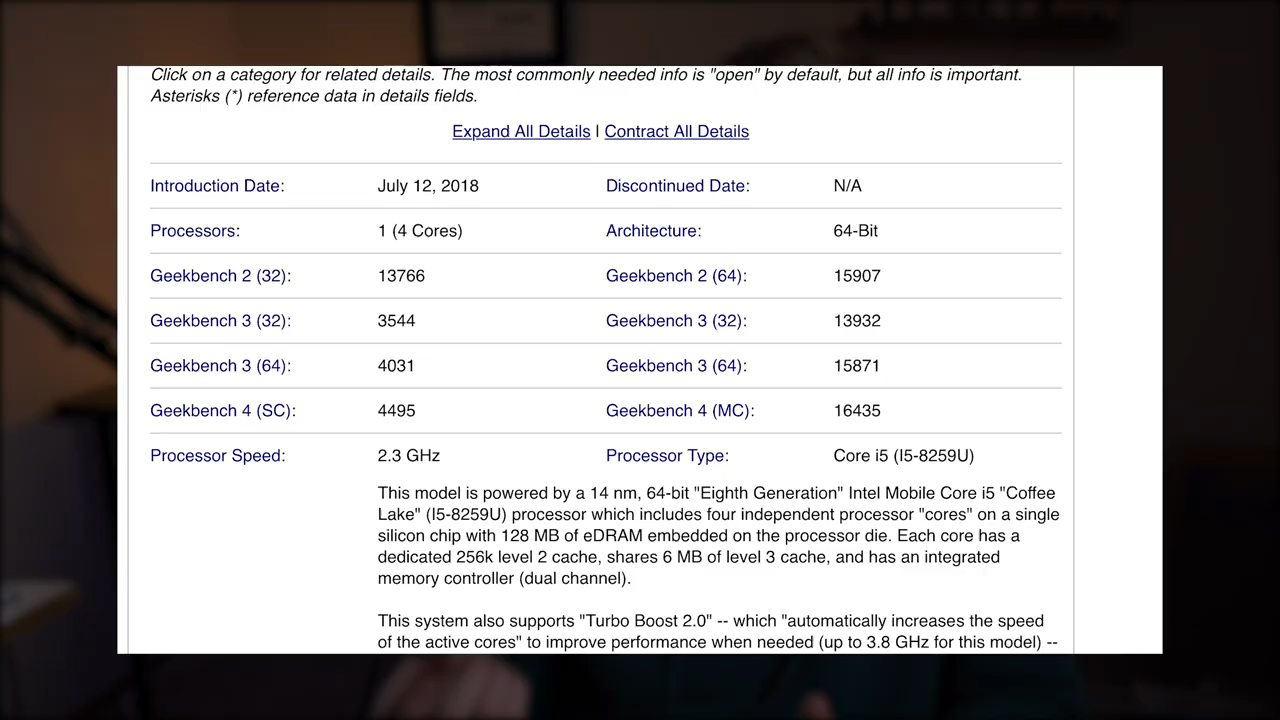 Click on a category for related details. The most commonly needed info is "open" by default, but all info is important.
Asterisks (*) reference data in details fields.
Expand All Details | Contract All Details
Introduction Date: July 12, 2018 Discontinued Date: N/A
Processors: 1 (4 Cores) Architecture: 64-Bit
Geekbench 2 (32): 13766 Geekbench 2 (64): 15907
Geekbench 3 (32): 3544 Geekbench 3 (32): 13932
Geekbench 3 (64): 4031 Geekbench 3 (64): 15871
Geekbench 4 (SC): 4495 Geekbench 4 (MC): 16435
Processor Speed: 2.3 GHz Processor Type: Core i5 (I5-8259U)
This model is powered by a 14 nm, 64-bit "Eighth Generation" Intel Mobile Core i5 "Coffee
Lake" (I5-8259U) processor which includes four independent processor "cores" on a single
silicon chip with 128 MB of eDRAM embedded on the processor die. Each core has a
dedicated 256k level 2 cache, shares 6 MB of level 3 cache, and has an integrated
memory controller (dual channel).
This system also supports "Turbo Boost 2.0" -- which "automatically increases the speed
of the active cores" to improve performance when needed (up to 3.8 GHz for this model) --